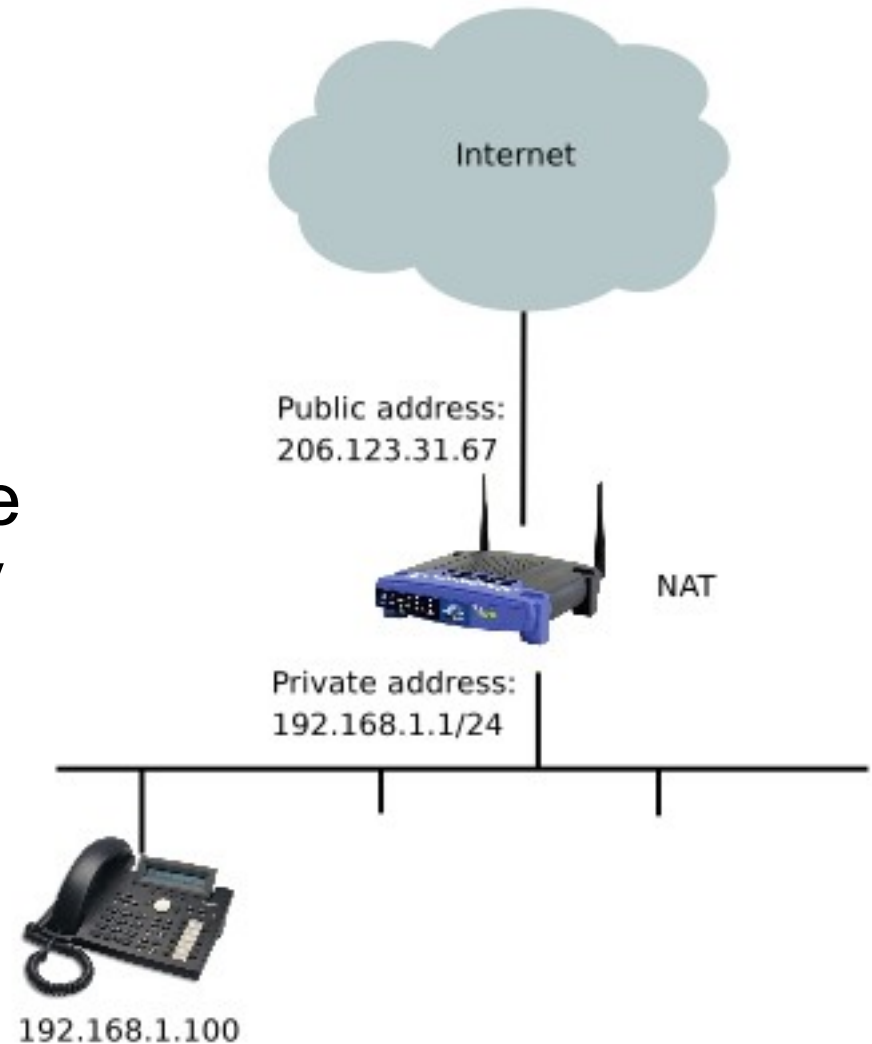 Internet
Public address:
206.123.31.67
e
NAT
Private address:
192.168.1.1/24
192.168.1.100